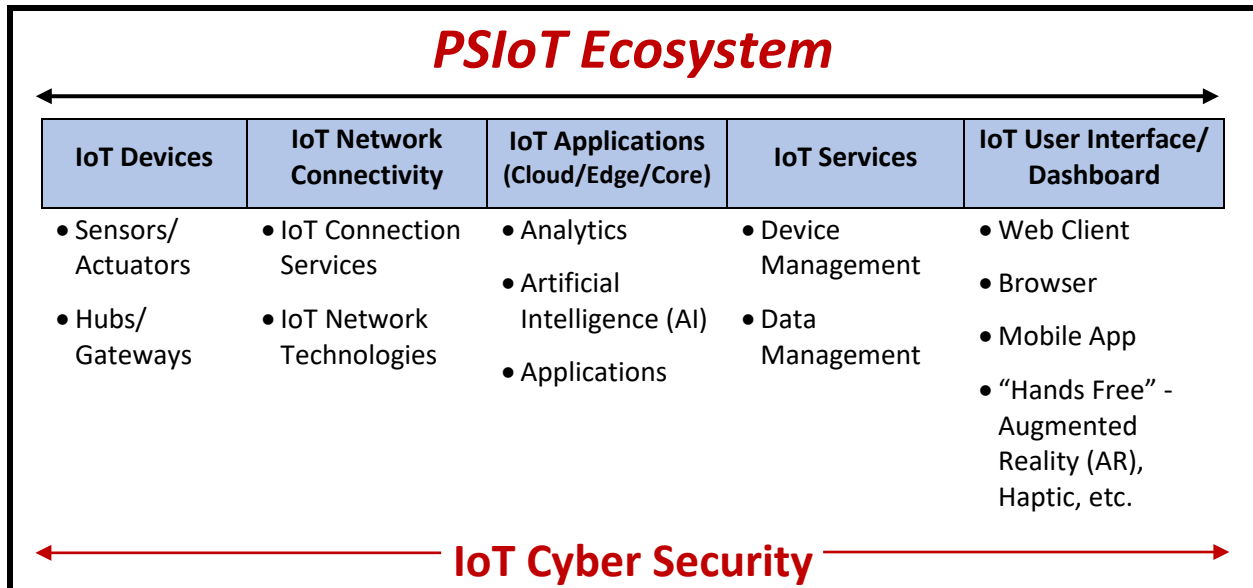 PSIoT Ecosystem
IoT Devices
IoT Network
Connectivity
IoT Applications
(Cloud/Edge/Core)
IoT Services
IoT User Interface/
Dashboard
• Sensors/
Actuators
• Hubs/
Gateways
• IoT Connection
Services
• IoT Network
Technologies
• Analytics
• Artificial
Intelligence (AI)
• Applications
• Device
Management
• Data
Management
• Web Client
• Browser
• Mobile App
• “Hands Free” -
Augmented
Reality (AR),
Haptic, etc.
IoT Cyber Security